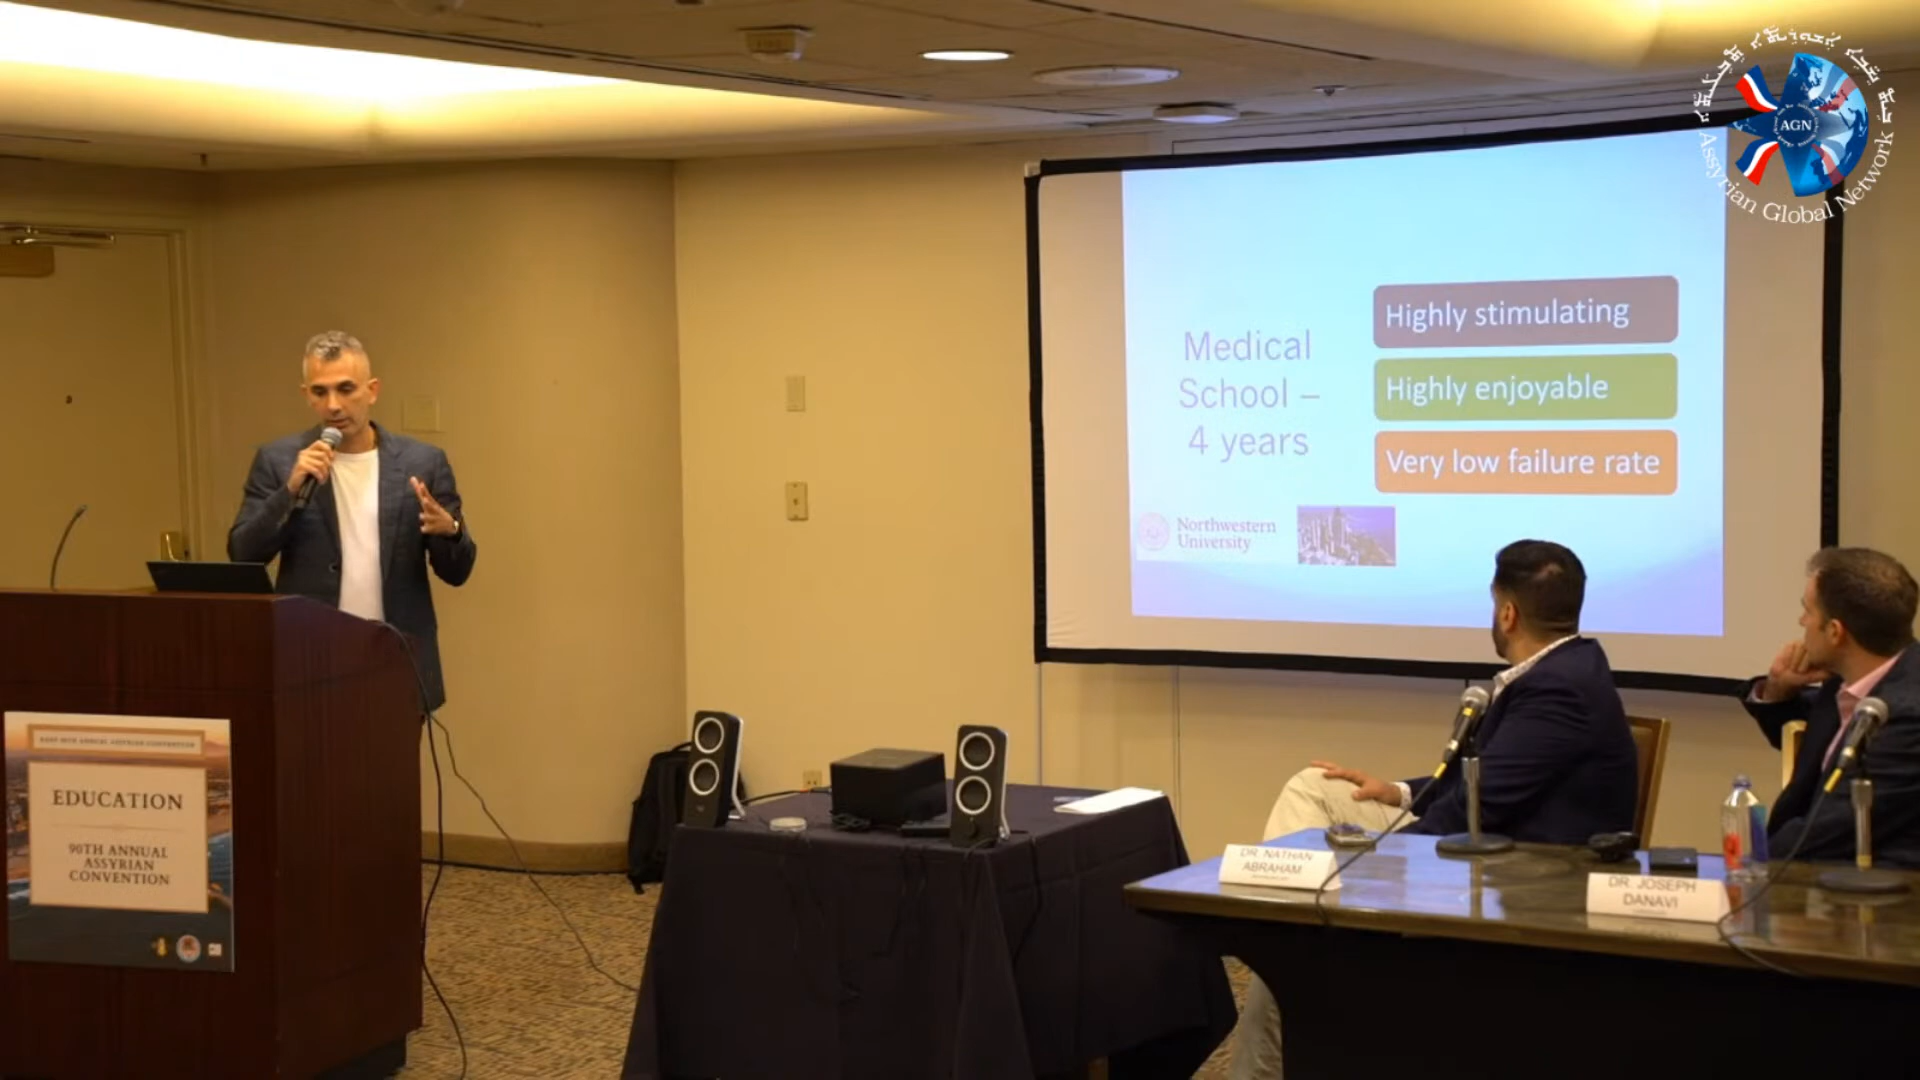 AGN
Assyrian Global Network
Highly stimulating
Medical
School –
4 years
Highly enjoyable
Very low failure rate
Northwestern
University
EDUCATION
90TH ANNUAL
ASSYRIAN
CONVENTION
DR. NATHAN
ABRAHAM
DR. JOSEPH
DANAVI